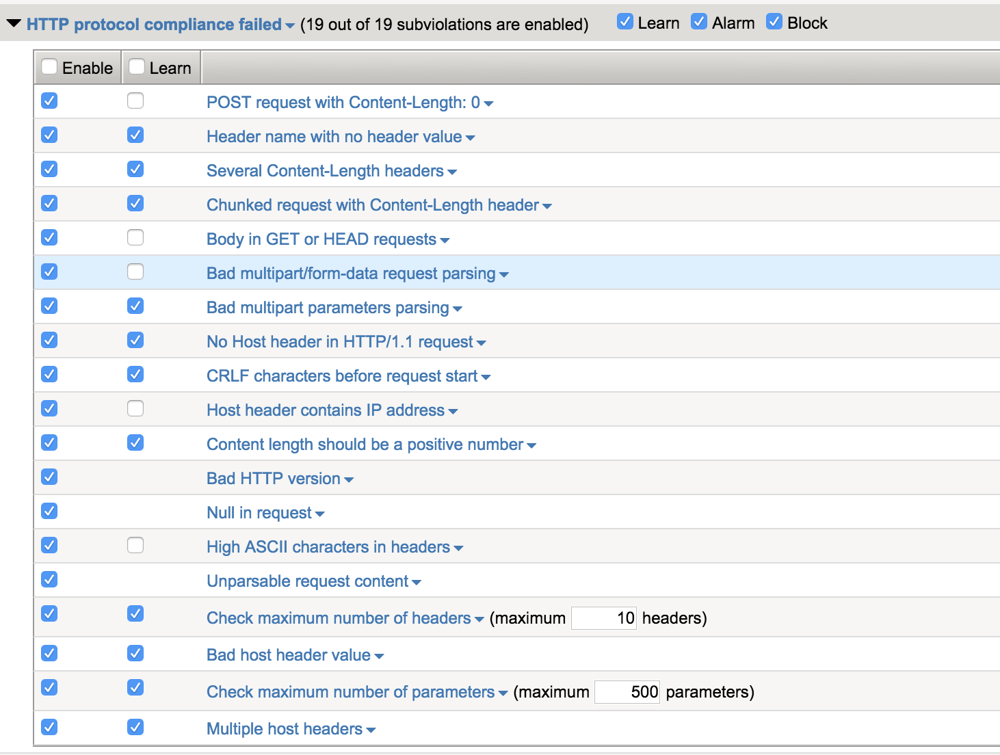 HTTP protocol compliance failed (19 out of 19 subviolations are enabled) Learn Alarm Block
Enable Learn
POST request with Content-Length: 0
Header name with no header value
Several Content-Length headers
Chunked request with Content-Length header
Body in GET or HEAD requests
Bad multipart/form-data request parsing
Bad multipart parameters parsing
No Host header in HTTP/1.1 request
CRLF characters before request start
Host header contains IP address
Content length should be a positive number
Bad HTTP version
Null in request
High ASCII characters in headers
Unparsable request content
Check maximum number of headers (maximum 10 headers)
Bad host header value
Check maximum number of parameters (maximum 500 parameters)
Multiple host headers